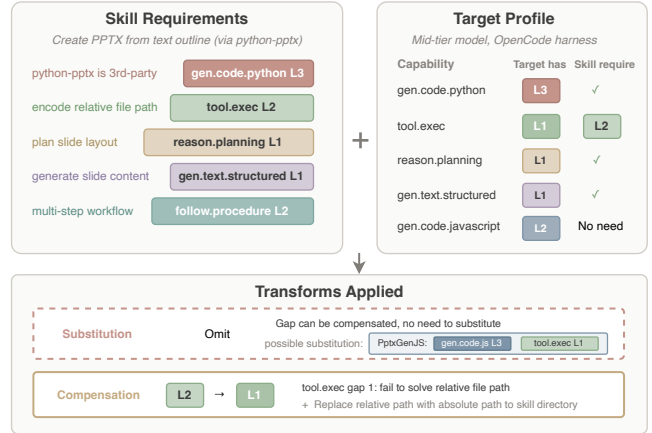 Skill Requirements
Create PPTX from text outline (via python-pptx)
python-pptx is 3rd-party gen.code.python L3
encode relative file path tool.exec L2
plan slide layout reason.planning L1
generate slide content gen.text.structured L1
multi-step workflow follow.procedure L2
+
Target Profile
Mid-tier model, OpenCode harness
Capability Target has Skill require
gen.code.python L3 ✓
tool.exec L1 L2
reason.planning L1 ✓
gen.text.structured L1 ✓
gen.code.javascript L2 No need
Transforms Applied
Substitution Omit Gap can be compensated, no need to substitute
possible substitution: PptxGenJS: gen.code.js L3 tool.exec L1
Compensation L2 → L1 tool.exec gap 1: fail to solve relative file path
+ Replace relative path with absolute path to skill directory